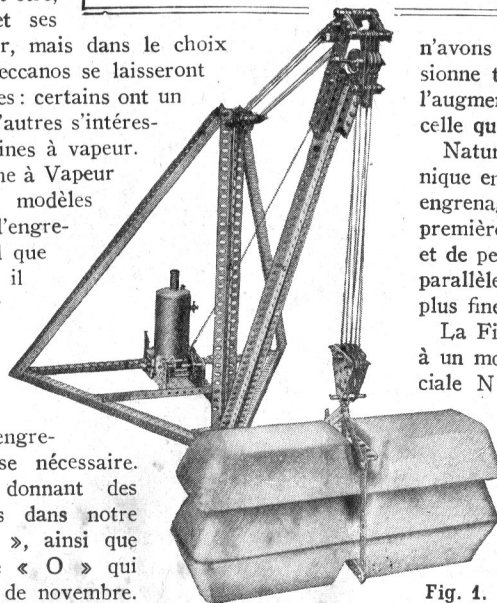 et ses
r, mais dans le choix
eccanos se laisseront
es : certains ont un
'autres s'intéres-
ines à vapeur.
ne à Vapeur
modèles
l'engre-
l que
il
engre-
se nécessaire.
donnant des
s dans notre
», ainsi que
e « O » qui
de novembre.
n'avons
sionne t
l'augmen
celle qu
Natur
nique en
engrenag
première
et de pe
parallèle
plus fine
La Fi
à un mo
ciale N
Fig. 1.